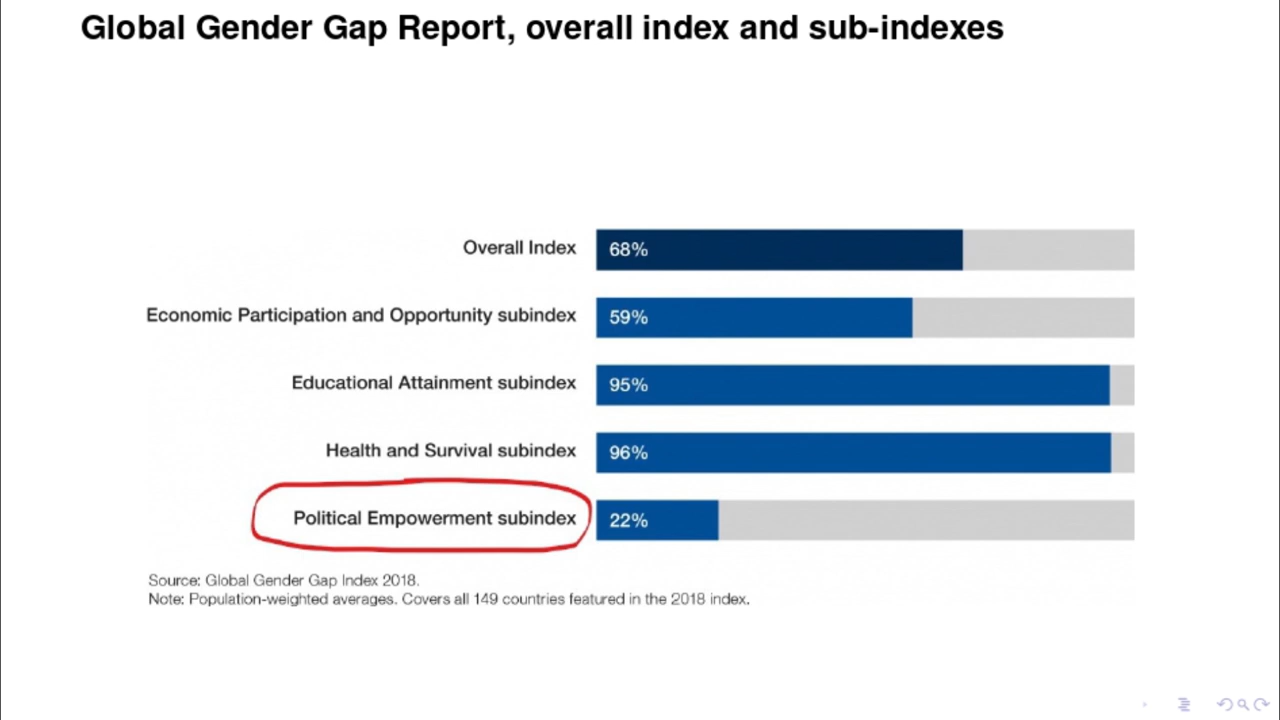 Global Gender Gap Report, overall index and sub-indexes
Overall Index 68%
Economic Participation and Opportunity subindex 59%
Educational Attainment subindex 95%
Health and Survival subindex 96%
Political Empowerment subindex 22%
Source: Global Gender Gap Index 2018.
Note: Population-weighted averages. Covers all 149 countries featured in the 2018 index.